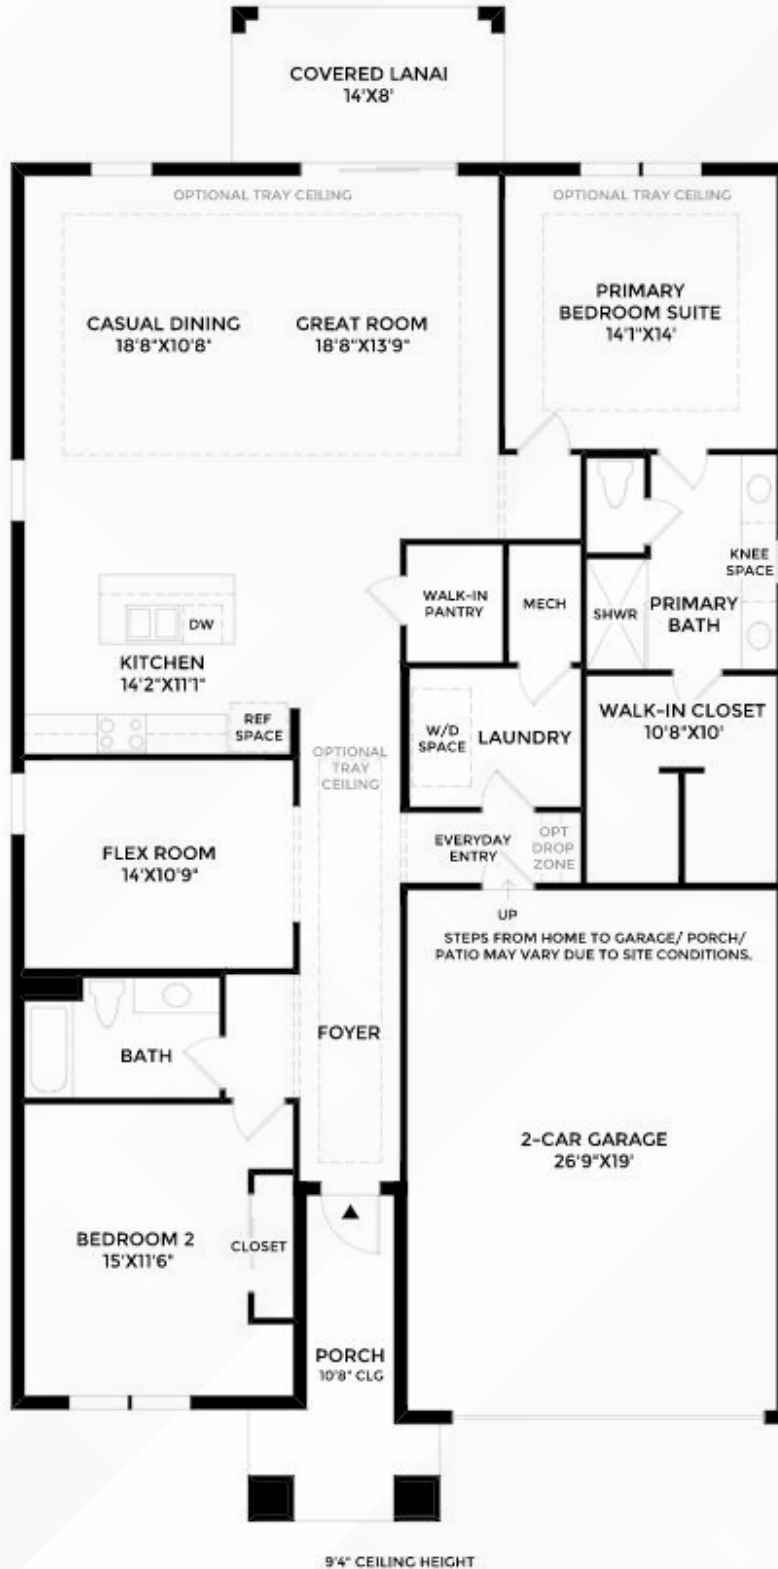 COVERED LANAI
14'X8'
OPTIONAL TRAY CEILING
OPTIONAL TRAY CEILING
CASUAL DINING
18'8"X10'8"
GREAT ROOM
18'8"X13'9"
PRIMARY
BEDROOM SUITE
14'1"X14'
WALK-IN
PANTRY
MECH
SHWR
KNEE
SPACE
PRIMARY
BATH
DW
KITCHEN
14'2"X11'1"
REF
SPACE
W/D
SPACE
LAUNDRY
WALK-IN CLOSET
10'8"X10'
OPTIONAL
TRAY
CEILING
FLEX ROOM
14'X10'9"
EVERYDAY
ENTRY
OPT
DROP
ZONE
UP
STEPS FROM HOME TO GARAGE/ PORCH/
PATIO MAY VARY DUE TO SITE CONDITIONS.
BATH
FOYER
2-CAR GARAGE
26'9"X19'
BEDROOM 2
15'X11'6"
CLOSET
PORCH
10'8" CLG
9'4" CEILING HEIGHT